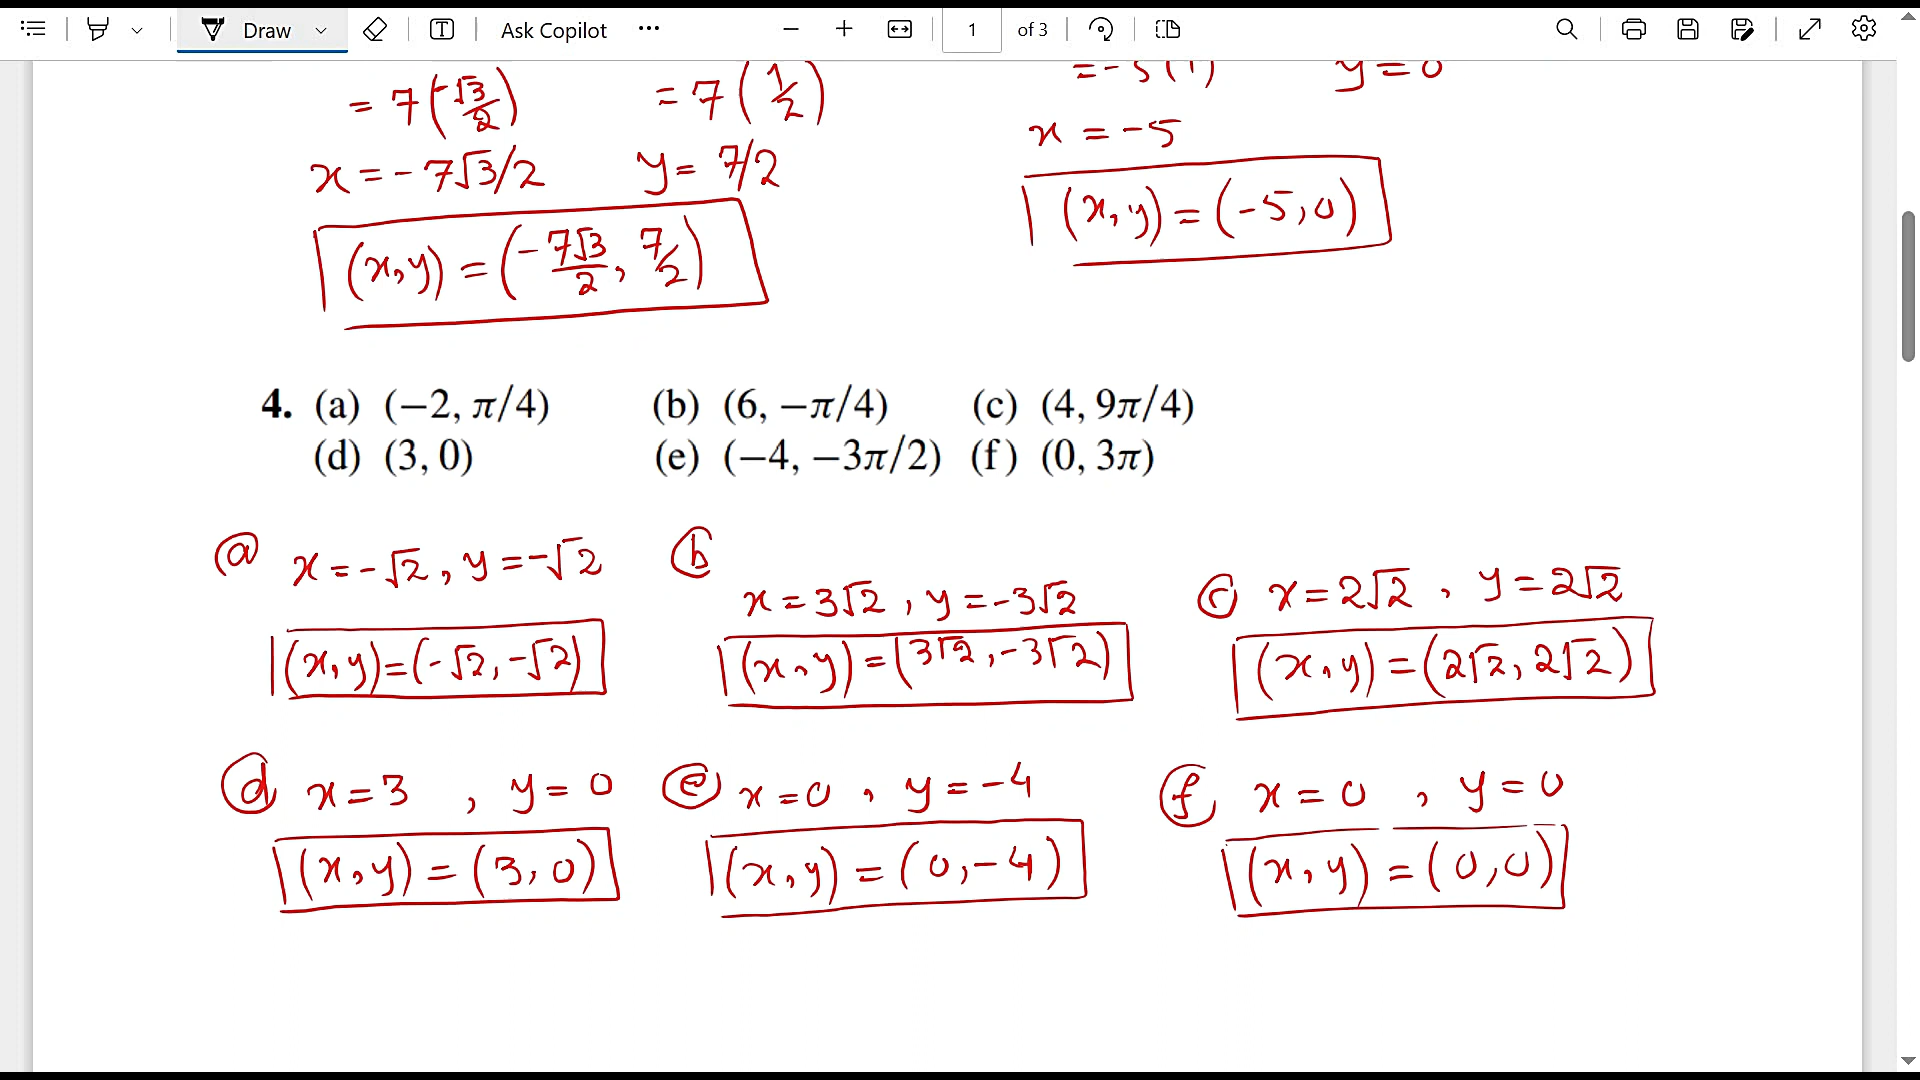 Draw Ask Copilot 1 of 3
= 7(-√3/2) = 7(1/2) = -5(1) y = 0
x = -7√3/2 y = 7/2 x = -5
(x,y) = (-7√3/2, 7/2) (x,y) = (-5,0)
4. (a) (−2, π/4) (b) (6, −π/4) (c) (4, 9π/4)
(d) (3, 0) (e) (−4, −3π/2) (f) (0, 3π)
(a) x = -√2, y = -√2 (b) x = 3√2, y = -3√2 (c) x = 2√2, y = 2√2
(x,y) = (-√2, -√2) (x,y) = (3√2, -3√2) (x,y) = (2√2, 2√2)
(d) x = 3, y = 0 (e) x = 0, y = -4 (f) x = 0, y = 0
(x,y) = (3,0) (x,y) = (0,-4) (x,y) = (0,0)